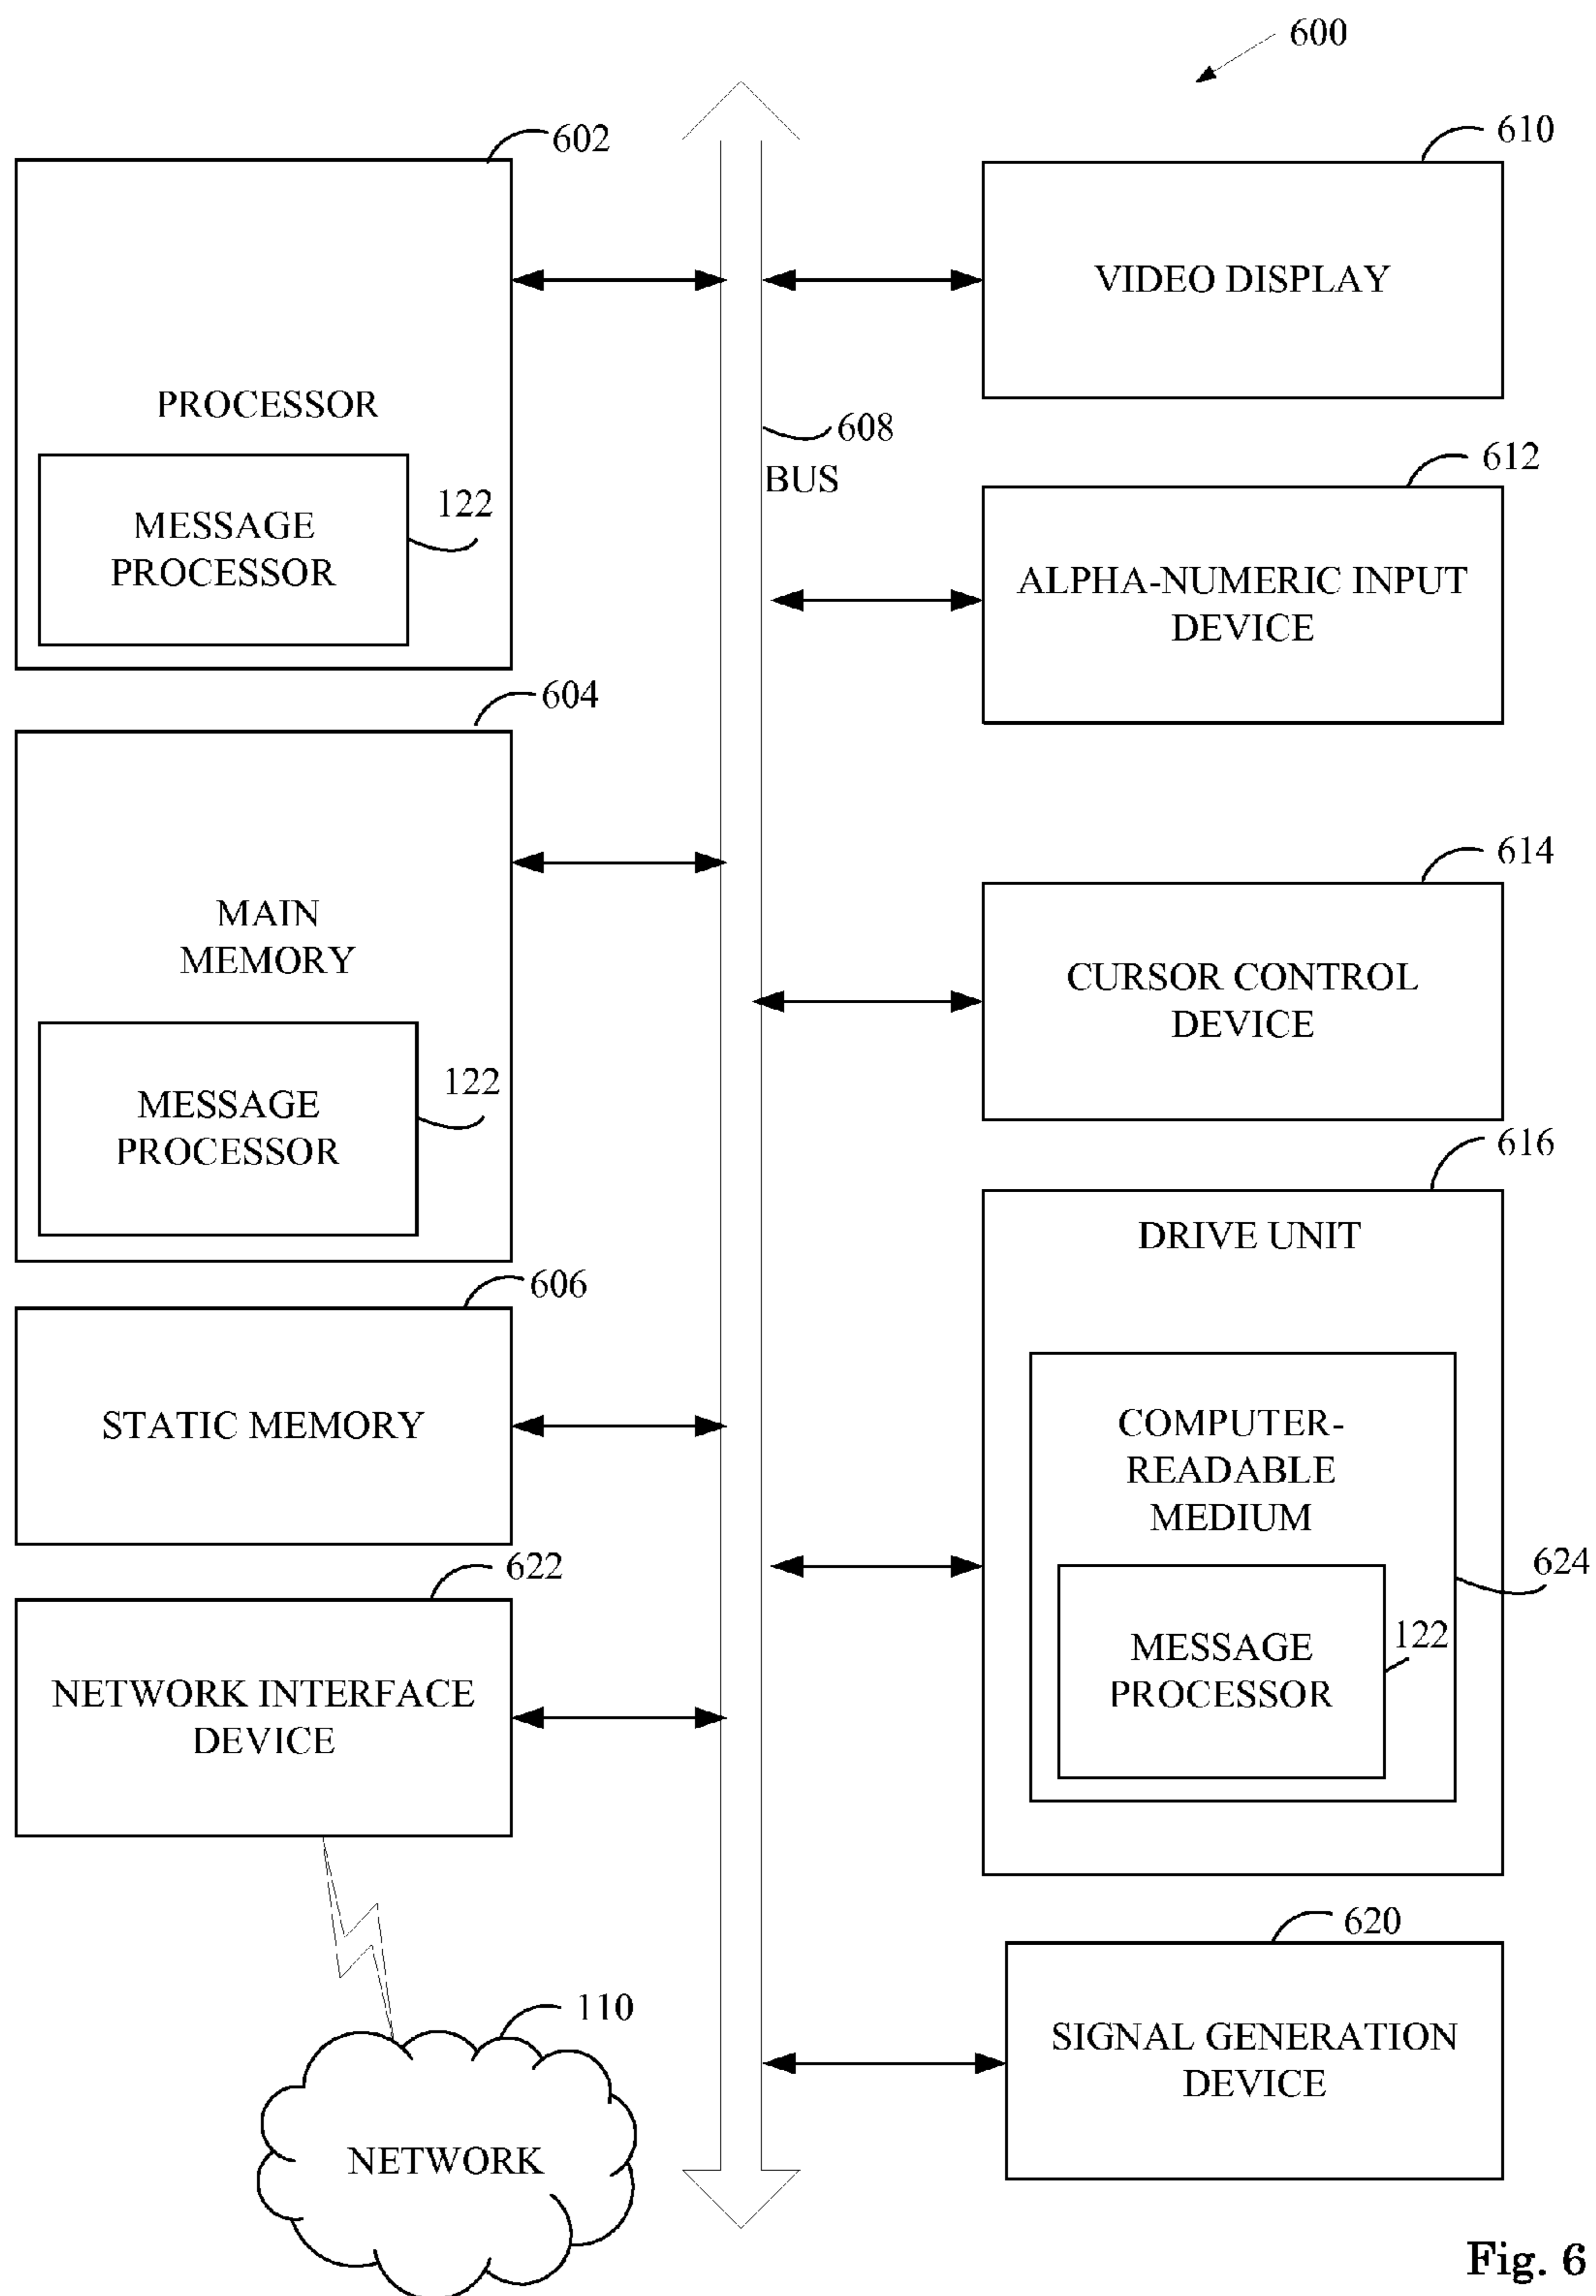 600
602
PROCESSOR
MESSAGE
PROCESSOR
122
604
MAIN
MEMORY
MESSAGE
PROCESSOR
122
606
STATIC MEMORY
622
NETWORK INTERFACE
DEVICE
110
NETWORK
608
BUS
610
VIDEO DISPLAY
612
ALPHA-NUMERIC INPUT
DEVICE
614
CURSOR CONTROL
DEVICE
616
DRIVE UNIT
COMPUTER-
READABLE
MEDIUM
624
MESSAGE
PROCESSOR
122
620
SIGNAL GENERATION
DEVICE
Fig. 6